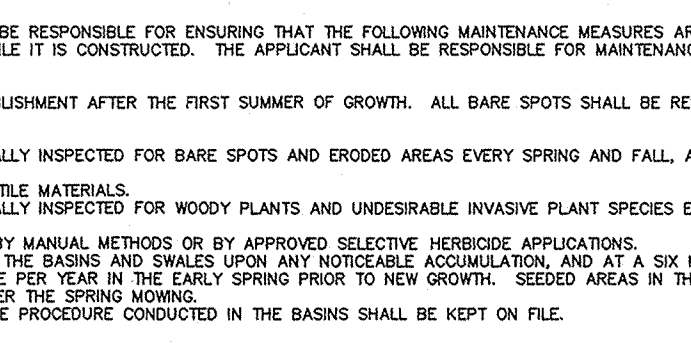 BE RESPONSIBLE FOR ENSURING THAT THE FOLLOWING MAINTENANCE MEASURES AR
ILE IT IS CONSTRUCTED. THE APPLICANT SHALL BE RESPONSIBLE FOR MAINTENANC
BLISHMENT AFTER THE FIRST SUMMER OF GROWTH. ALL BARE SPOTS SHALL BE RE
ALLY INSPECTED FOR BARE SPOTS AND ERODED AREAS EVERY SPRING AND FALL, A
TILE MATERIALS.
ALLY INSPECTED FOR WOODY PLANTS AND UNDESIRABLE INVASIVE PLANT SPECIES E
BY MANUAL METHODS OR BY APPROVED SELECTIVE HERBICIDE APPLICATIONS.
THE BASINS AND SWALES UPON ANY NOTICEABLE ACCUMULATION, AND AT A SIX
E PER YEAR IN THE EARLY SPRING PRIOR TO NEW GROWTH. SEEDED AREAS IN TH
ER THE SPRING MOWING.
E PROCEDURE CONDUCTED IN THE BASINS SHALL BE KEPT ON FILE.